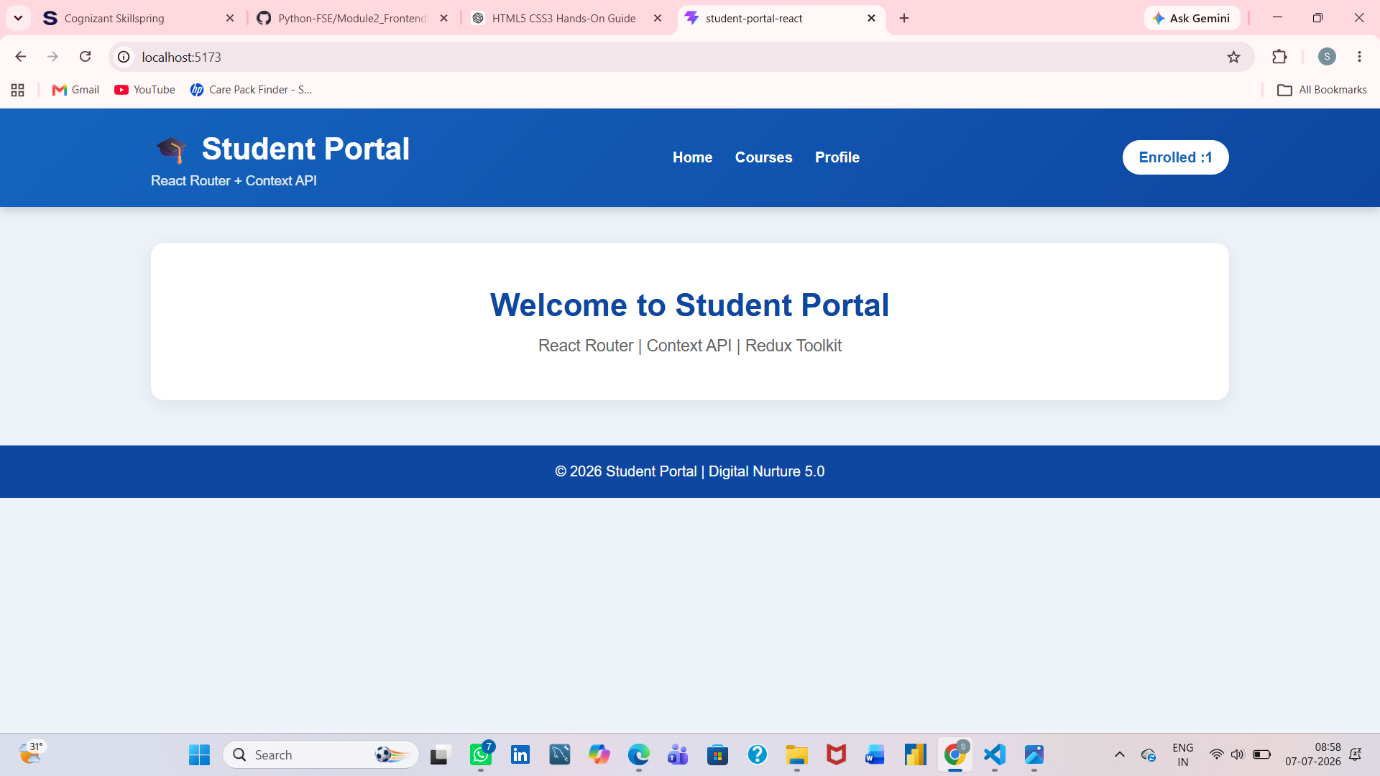 Cognizant Skillspring
Python-FSE/Module2_Frontend
HTML5 CSS3 Hands-On Guide
student-portal-react
Ask Gemini
localhost:5173
S
Gmail
YouTube
Care Pack Finder - S...
All Bookmarks
Student Portal
React Router + Context API
Home
Courses
Profile
Enrolled :1
Welcome to Student Portal
React Router | Context API | Redux Toolkit
© 2026 Student Portal | Digital Nurture 5.0
31°
Search
7
S
ENG
IN
08:58
07-07-2026